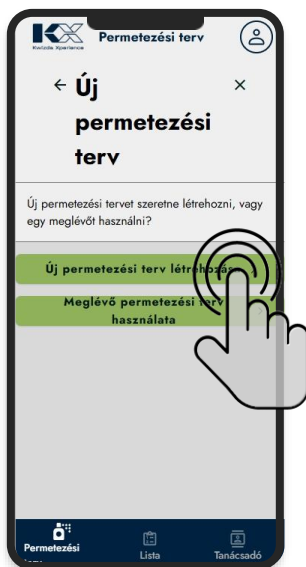 KX
Kwizda Xperience
Permetezési terv
Új
permetezési
terv
Új permetezési tervet szeretne létrehozni, vagy
egy meglévőt használni?
Új permetezési terv létrehozása
Meglévő permetezési terv
használata
Permetezési
Lista
Tanácsadó